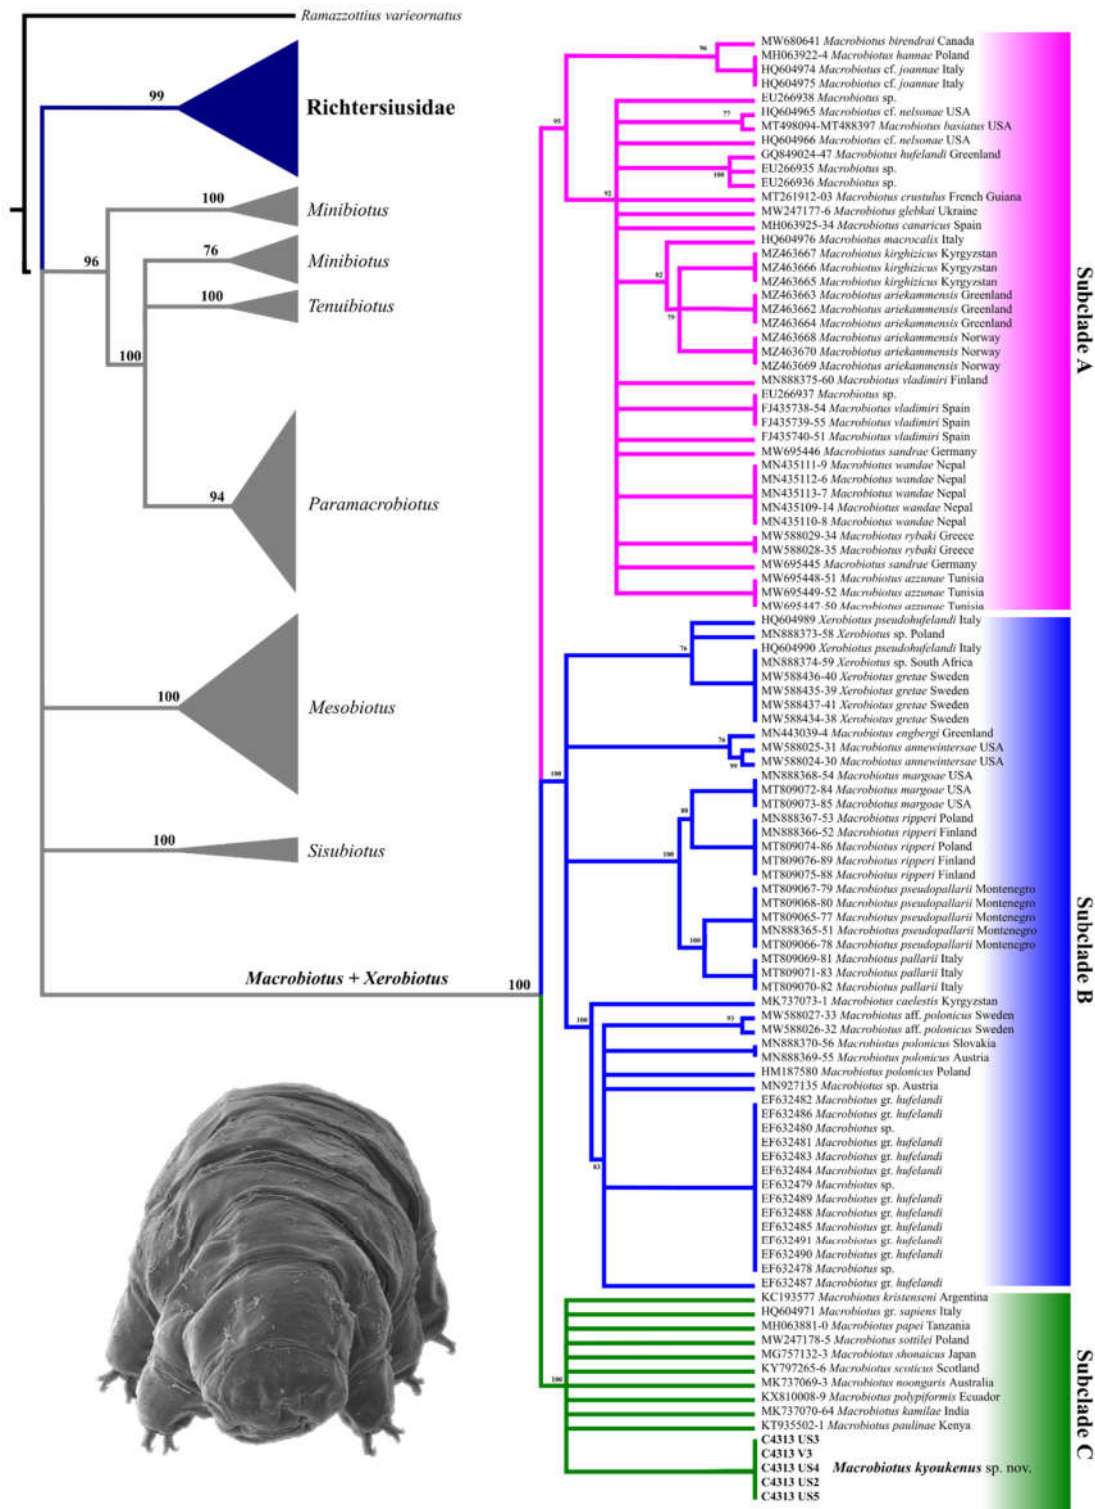 Ramazzottius varieornatus
99
Richtersiusidae
100
Minibiotus
96
76
Minibiotus
100
Tenuibiotus
100
94
Paramacrobiotus
100
Mesobiotus
100
Sisubiotus
Macrobiotus + Xerobiotus
100
96
MW680641 Macrobiotus birendrai Canada
MH063922-4 Macrobiotus hannae Poland
HQ604974 Macrobiotus cf. joannae Italy
HQ604975 Macrobiotus cf. joannae Italy
95
EU266938 Macrobiotus sp.
77
HQ604965 Macrobiotus cf. nelsonae USA
MT498094-MT488397 Macrobiotus basiatus USA
HQ604966 Macrobiotus cf. nelsonae USA
GQ849024-47 Macrobiotus hufelandi Greenland
100
EU266935 Macrobiotus sp.
EU266936 Macrobiotus sp.
92
MT261912-03 Macrobiotus crustulus French Guiana
MW247177-6 Macrobiotus glebkai Ukraine
MH063925-34 Macrobiotus canaricus Spain
HQ604976 Macrobiotus macrocalix Italy
MZ463667 Macrobiotus kirghizicus Kyrgyzstan
MZ463666 Macrobiotus kirghizicus Kyrgyzstan
MZ463665 Macrobiotus kirghizicus Kyrgyzstan
MZ463663 Macrobiotus ariekammensis Greenland
MZ463662 Macrobiotus ariekammensis Greenland
MZ463664 Macrobiotus ariekammensis Greenland
MZ463668 Macrobiotus ariekammensis Norway
MZ463670 Macrobiotus ariekammensis Norway
MZ463669 Macrobiotus ariekammensis Norway
MN888375-60 Macrobiotus vladimiri Finland
EU266937 Macrobiotus sp.
FJ435738-54 Macrobiotus vladimiri Spain
FJ435739-55 Macrobiotus vladimiri Spain
FJ435740-51 Macrobiotus vladimiri Spain
MW695446 Macrobiotus sandrae Germany
MN435111-9 Macrobiotus wandae Nepal
MN435112-6 Macrobiotus wandae Nepal
MN435113-7 Macrobiotus wandae Nepal
MN435109-14 Macrobiotus wandae Nepal
MN435110-8 Macrobiotus wandae Nepal
MW588029-34 Macrobiotus rybaki Greece
MW588028-35 Macrobiotus rybaki Greece
MW695445 Macrobiotus sandrae Germany
MW695448-51 Macrobiotus azzunae Tunisia
MW695449-52 Macrobiotus azzunae Tunisia
MW695447-50 Macrobiotus azzunae Tunisia
Subclade A
HQ604989 Xerobiotus pseudohufelandi Italy
MN888373-58 Xerobiotus sp. Poland
76
HQ604990 Xerobiotus pseudohufelandi Italy
MN888374-59 Xerobiotus sp. South Africa
MW588436-40 Xerobiotus gretae Sweden
MW588435-39 Xerobiotus gretae Sweden
MW588437-41 Xerobiotus gretae Sweden
MW588434-38 Xerobiotus gretae Sweden
76
MN443039-4 Macrobiotus engbergi Greenland
MW588025-31 Macrobiotus annewintersae USA
99
MW588024-30 Macrobiotus annewintersae USA
100
MN888368-54 Macrobiotus margoae USA
MT809072-84 Macrobiotus margoae USA
MT809073-85 Macrobiotus margoae USA
MN888367-53 Macrobiotus ripperi Poland
MN888366-52 Macrobiotus ripperi Finland
100
MT809074-86 Macrobiotus ripperi Poland
MT809076-89 Macrobiotus ripperi Finland
MT809075-88 Macrobiotus ripperi Finland
MT809067-79 Macrobiotus pseudopallarii Montenegro
MT809068-80 Macrobiotus pseudopallarii Montenegro
MT809065-77 Macrobiotus pseudopallarii Montenegro
MN888365-51 Macrobiotus pseudopallarii Montenegro
100
MT809066-78 Macrobiotus pseudopallarii Montenegro
MT809069-81 Macrobiotus pallarii Italy
MT809071-83 Macrobiotus pallarii Italy
MT809070-82 Macrobiotus pallarii Italy
MK737073-1 Macrobiotus caelestis Kyrgyzstan
100
93
MW588027-33 Macrobiotus aff. polonicus Sweden
MW588026-32 Macrobiotus aff. polonicus Sweden
MN888370-56 Macrobiotus polonicus Slovakia
MN888369-55 Macrobiotus polonicus Austria
HM187580 Macrobiotus polonicus Poland
MN927135 Macrobiotus sp. Austria
EF632482 Macrobiotus gr. hufelandi
EF632486 Macrobiotus gr. hufelandi
EF632480 Macrobiotus sp.
EF632481 Macrobiotus gr. hufelandi
EF632483 Macrobiotus gr. hufelandi
83
EF632484 Macrobiotus gr. hufelandi
EF632479 Macrobiotus sp.
EF632489 Macrobiotus gr. hufelandi
EF632488 Macrobiotus gr. hufelandi
EF632485 Macrobiotus gr. hufelandi
EF632491 Macrobiotus gr. hufelandi
EF632490 Macrobiotus gr. hufelandi
EF632478 Macrobiotus sp.
EF632487 Macrobiotus gr. hufelandi
Subclade B
KC193577 Macrobiotus kristenseni Argentina
HQ604971 Macrobiotus gr. sapiens Italy
MH063881-0 Macrobiotus papei Tanzania
MW247178-5 Macrobiotus sottilei Poland
MG757132-3 Macrobiotus shonaicus Japan
KY797265-6 Macrobiotus scoticus Scotland
100
MK737069-3 Macrobiotus noongaris Australia
KX810008-9 Macrobiotus polypiformis Ecuador
MK737070-64 Macrobiotus kamilae India
KT935502-1 Macrobiotus paulinae Kenya
C4313 US3
C4313 V3
C4313 US4 Macrobiotus kyoukenus sp. nov.
C4313 US2
C4313 US5
Subclade C